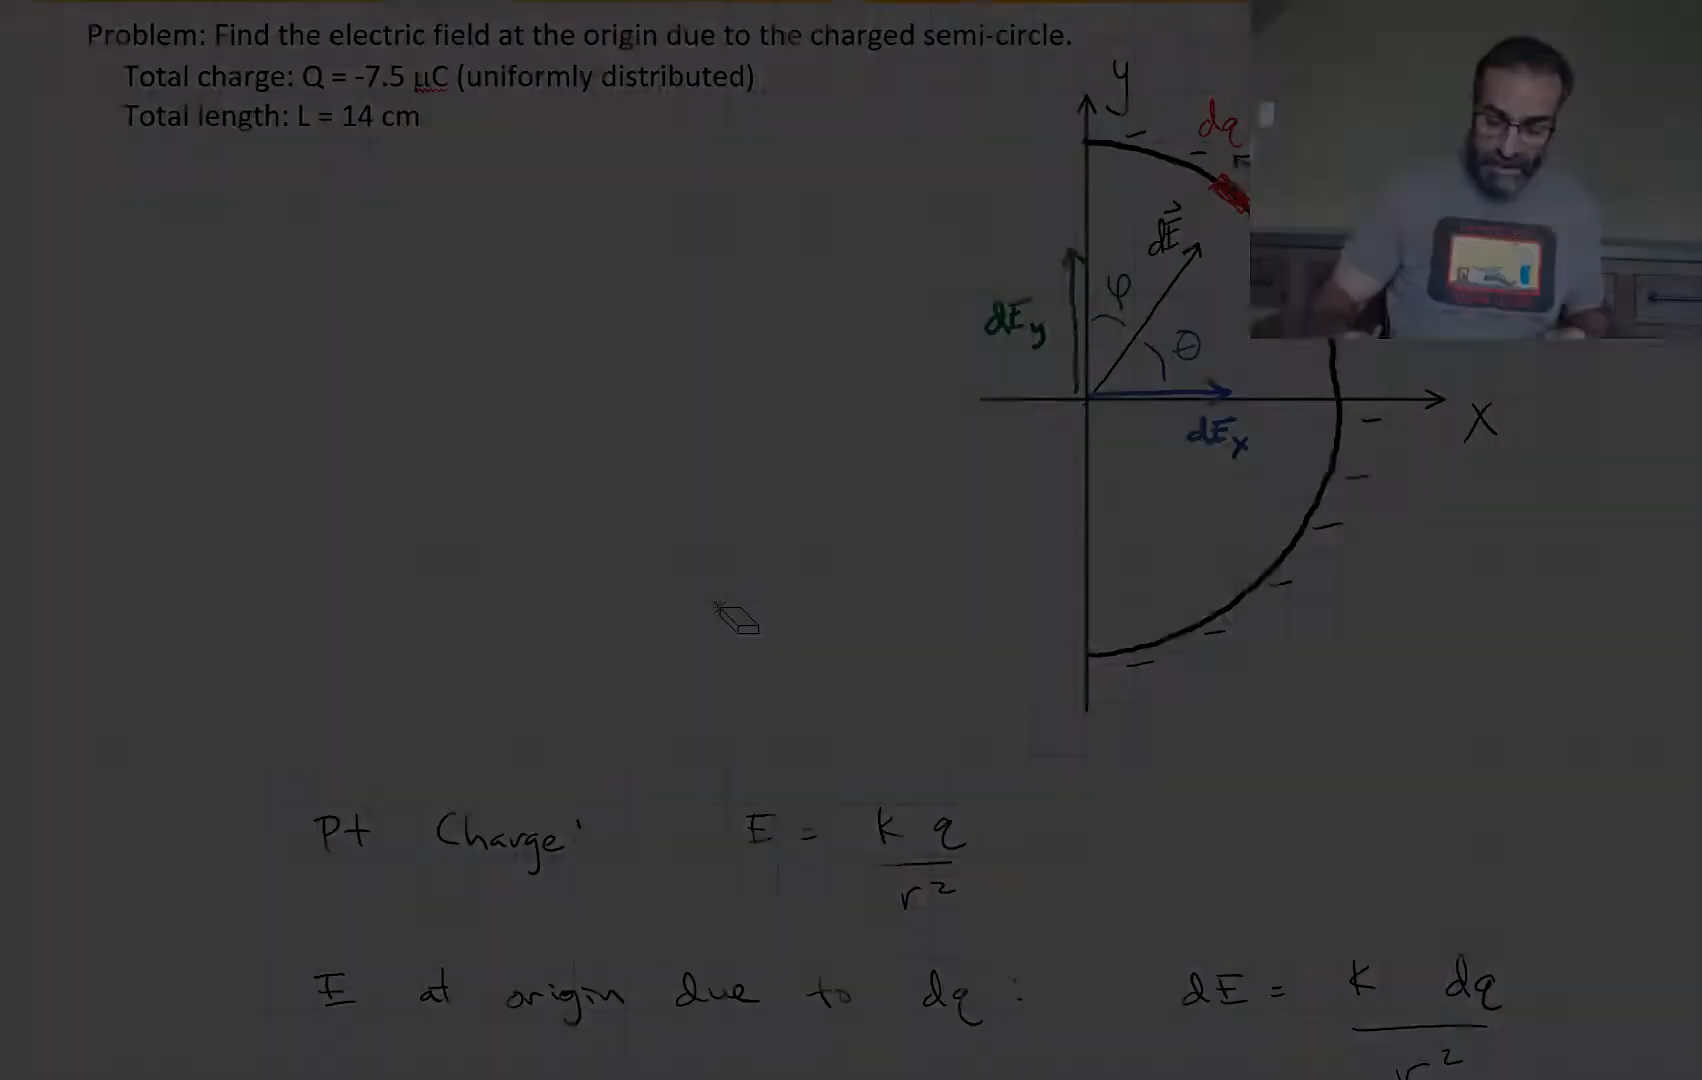 Problem: Find the electric field at the origin due to the charged semi-circle.
Total charge: Q = -7.5 µC (uniformly distributed)
Total length: L = 14 cm
y
dq
dE
φ
dEy
θ
dEx
X
Pt Charge: E = k q / r²
E at origin due to dq: dE = k dq / r²